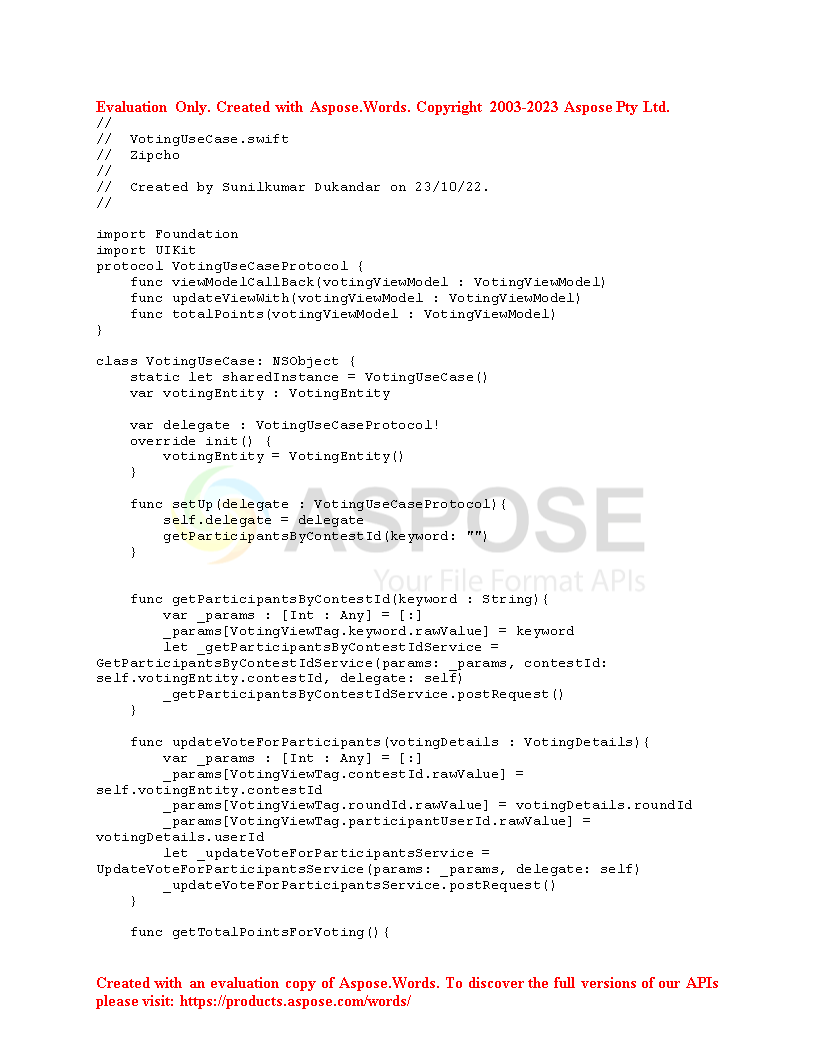 Evaluation Only. Created with Aspose.Words. Copyright 2003-2023 Aspose Pty Ltd.
//
//  VotingUseCase.swift
//  Zipcho
//
//  Created by Sunilkumar Dukandar on 23/10/22.
//
import Foundation
import UIKit
protocol VotingUseCaseProtocol {
    func viewModelCallBack(votingViewModel : VotingViewModel)
    func updateViewWith(votingViewModel : VotingViewModel)
    func totalPoints(votingViewModel : VotingViewModel)
}
class VotingUseCase: NSObject {
    static let sharedInstance = VotingUseCase()
    var votingEntity : VotingEntity
    var delegate : VotingUseCaseProtocol!
    override init() {
        votingEntity = VotingEntity()
    }
    func setUp(delegate : VotingUseCaseProtocol){
        self.delegate = delegate
        getParticipantsByContestId(keyword: "")
    }
ASPOSE
Your File Format APIs
    func getParticipantsByContestId(keyword : String){
        var _params : [Int : Any] = [:]
        _params[VotingViewTag.keyword.rawValue] = keyword
        let _getParticipantsByContestIdService =
GetParticipantsByContestIdService(params: _params, contestId:
self.votingEntity.contestId, delegate: self)
        _getParticipantsByContestIdService.postRequest()
    }
    func updateVoteForParticipants(votingDetails : VotingDetails){
        var _params : [Int : Any] = [:]
        _params[VotingViewTag.contestId.rawValue] =
self.votingEntity.contestId
        _params[VotingViewTag.roundId.rawValue] = votingDetails.roundId
        _params[VotingViewTag.participantUserId.rawValue] =
votingDetails.userId
        let _updateVoteForParticipantsService =
UpdateVoteForParticipantsService(params: _params, delegate: self)
        _updateVoteForParticipantsService.postRequest()
    }
    func getTotalPointsForVoting(){
Created with an evaluation copy of Aspose.Words. To discover the full versions of our APIs
please visit: https://products.aspose.com/words/